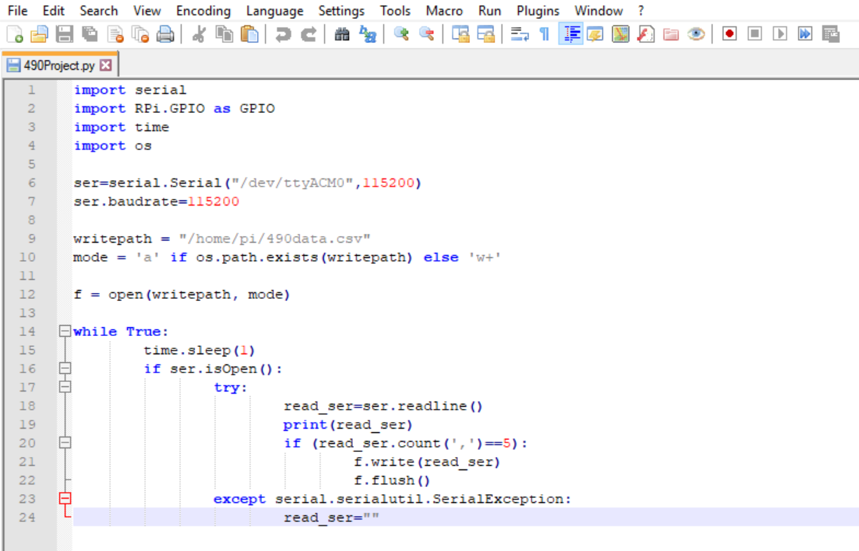 File Edit Search View Encoding Language Settings Tools Macro Run Plugins Window ?
490Project.py
1 import serial
2 import RPi.GPIO as GPIO
3 import time
4 import os
5
6 ser=serial.Serial("/dev/ttyACM0",115200)
7 ser.baudrate=115200
8
9 writepath = "/home/pi/490data.csv"
10 mode = 'a' if os.path.exists(writepath) else 'w+'
11
12 f = open(writepath, mode)
13
14 while True:
15         time.sleep(1)
16         if ser.isOpen():
17                 try:
18                         read_ser=ser.readline()
19                         print(read_ser)
20                         if (read_ser.count(',')==5):
21                                 f.write(read_ser)
22                                 f.flush()
23                 except serial.serialutil.SerialException:
24                         read_ser=""